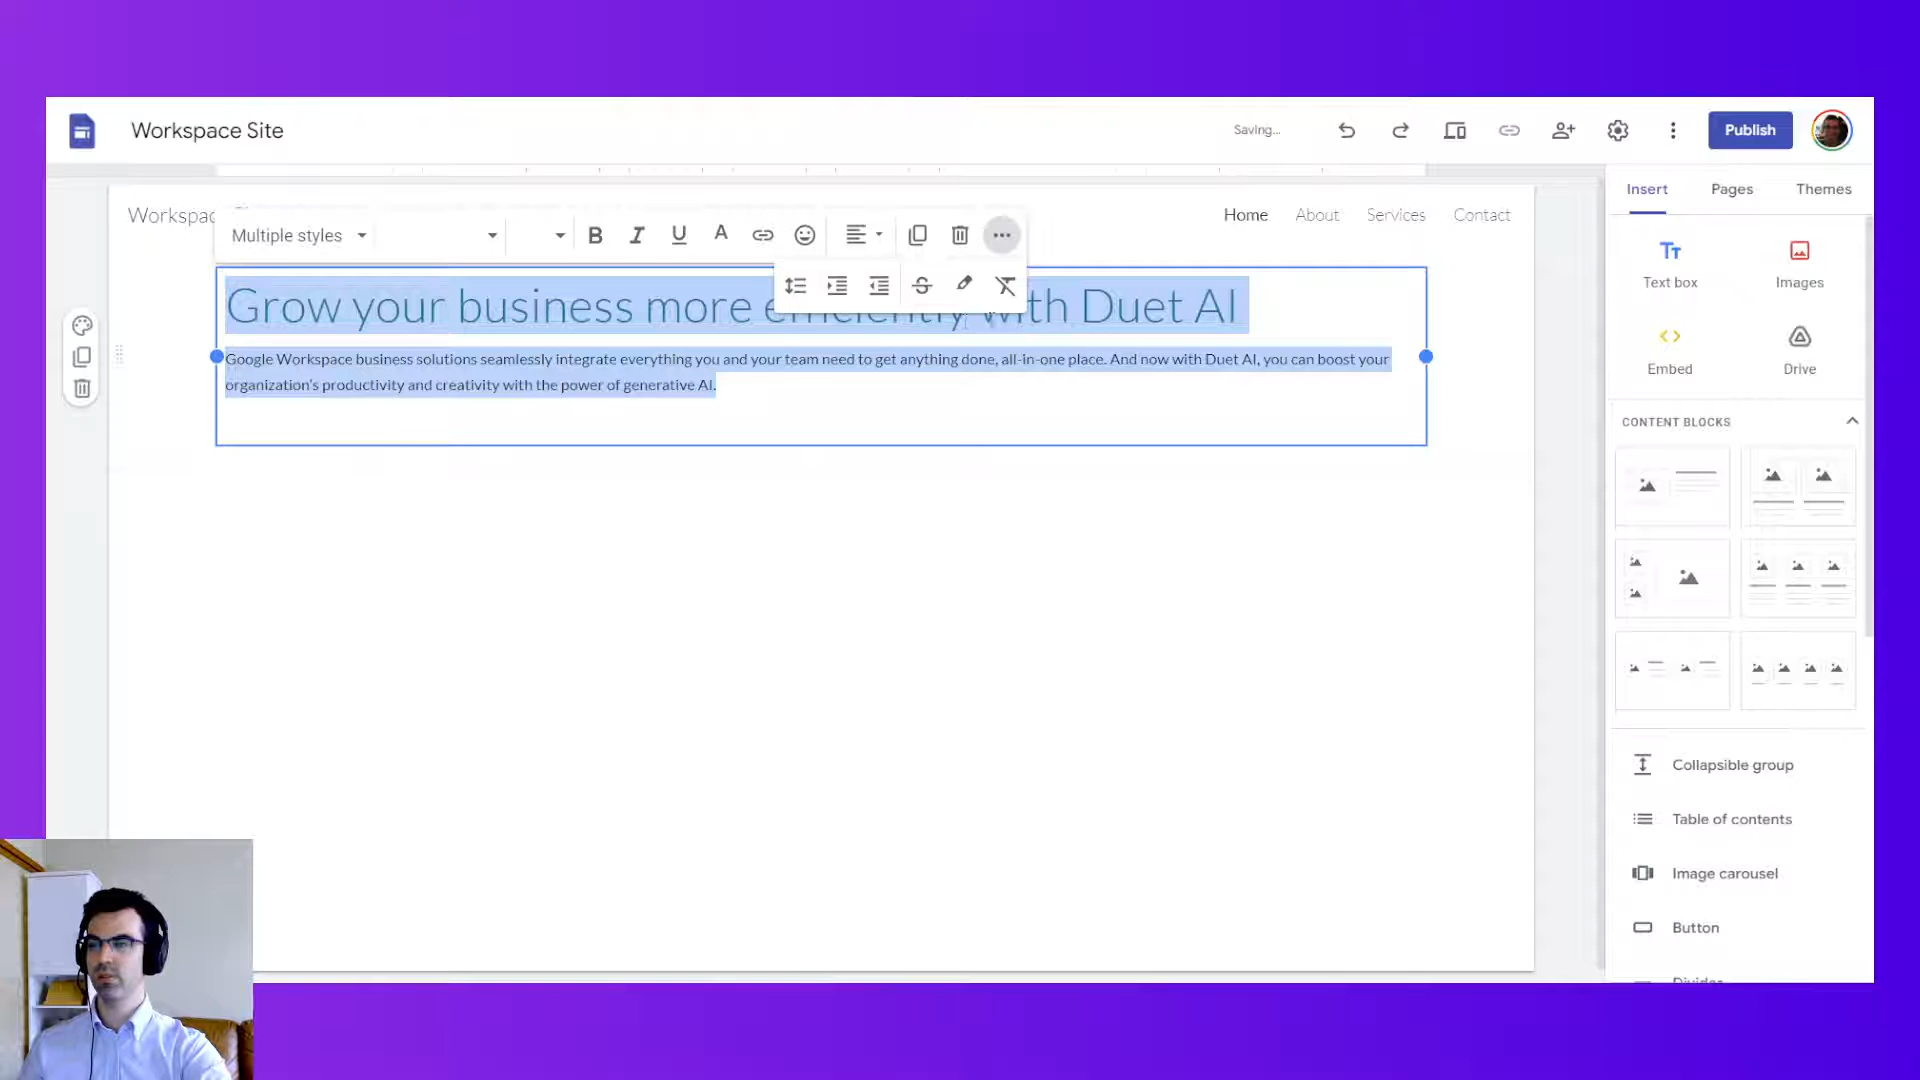 Workspace Site
Saving...
Publish
Insert
Pages
Themes
Workspac
Home
About
Services
Contact
Multiple styles
Grow your business more efficiently with Duet AI
Google Workspace business solutions seamlessly integrate everything you and your team need to get anything done, all-in-one place. And now with Duet AI, you can boost your
organization's productivity and creativity with the power of generative AI.
Text box
Images
Embed
Drive
CONTENT BLOCKS
Collapsible group
Table of contents
Image carousel
Button
Divider